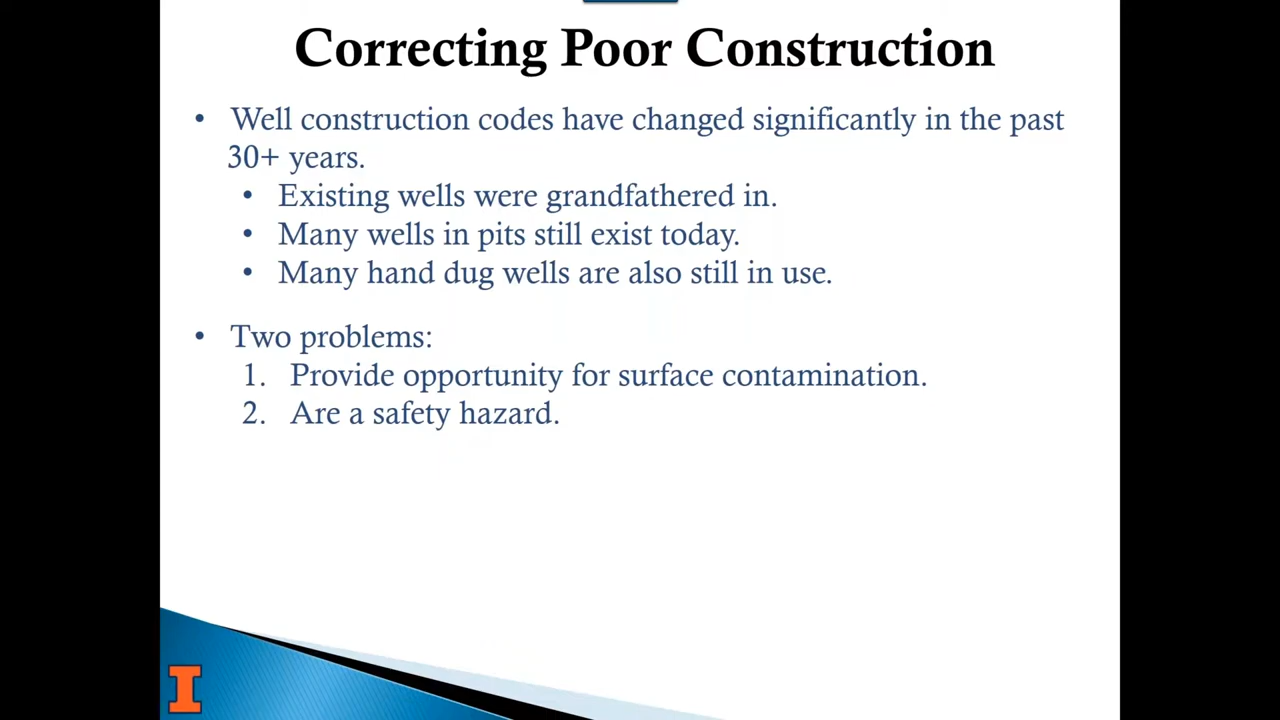 Correcting Poor Construction
• Well construction codes have changed significantly in the past
30+ years.
• Existing wells were grandfathered in.
• Many wells in pits still exist today.
• Many hand dug wells are also still in use.
• Two problems:
1. Provide opportunity for surface contamination.
2. Are a safety hazard.
I